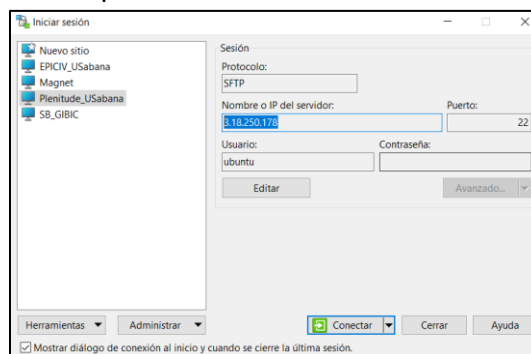 Iniciar sesión
Nuevo sitio
EPICIV_USabana
Magnet
Plenitude_USabana
SB_GIBIC
Sesión
Protocolo:
SFTP
Nombre o IP del servidor:
Puerto:
3.18.250.178
22
Usuario:
Contraseña:
ubuntu
Editar
Avanzado...
Herramientas
Administrar
Conectar
Cerrar
Ayuda
Mostrar diálogo de conexión al inicio y cuando se cierre la última sesión.